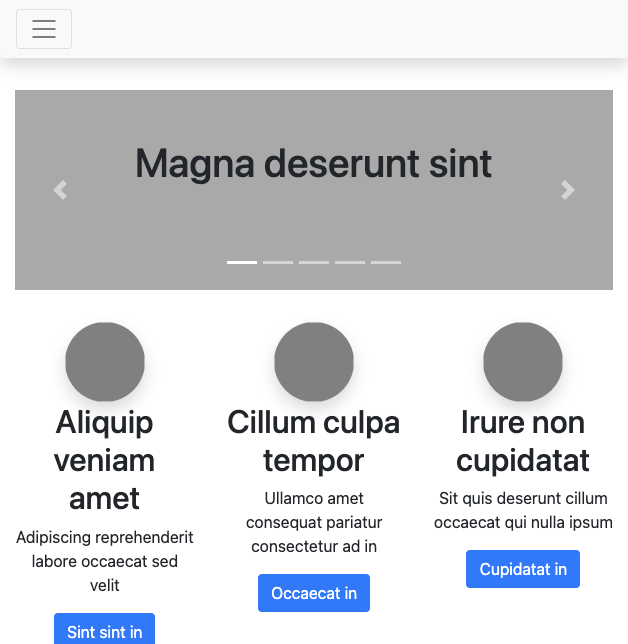 Magna deserunt sint
Aliquip
veniam
amet
Adipiscing reprehenderit
labore occaecat sed
velit
Sint sint in
Cillum culpa
tempor
Ullamco amet
consequat pariatur
consectetur ad in
Occaecat in
Irure non
cupidatat
Sit quis deserunt cillum
occaecat qui nulla ipsum
Cupidatat in